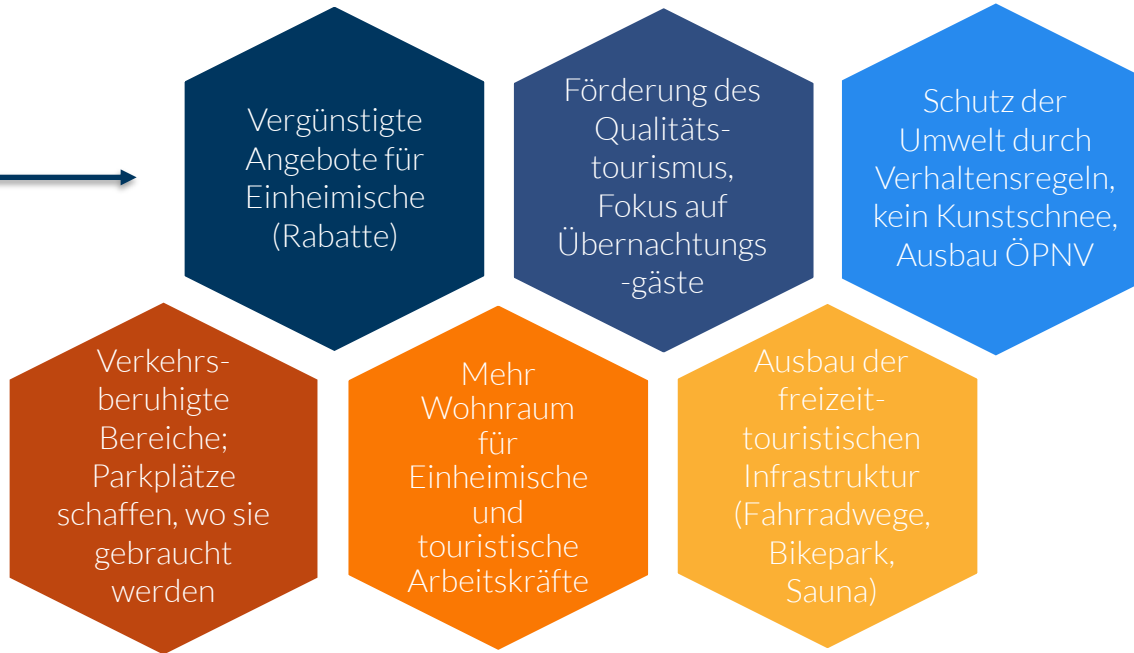 Vergünstigte
Angebote für
Einheimische
(Rabatte)
Förderung des
Qualitäts-
tourismus,
Fokus auf
Übernachtungs
-gäste
Schutz der
Umwelt durch
Verhaltensregeln,
kein Kunstschnee,
Ausbau ÖPNV
Verkehrs-
beruhigte
Bereiche;
Parkplätze
schaffen, wo sie
gebraucht
werden
Mehr
Wohnraum
für
Einheimische
und
touristische
Arbeitskräfte
Ausbau der
freizeit-
touristischen
Infrastruktur
(Fahrradwege,
Bikepark,
Sauna)